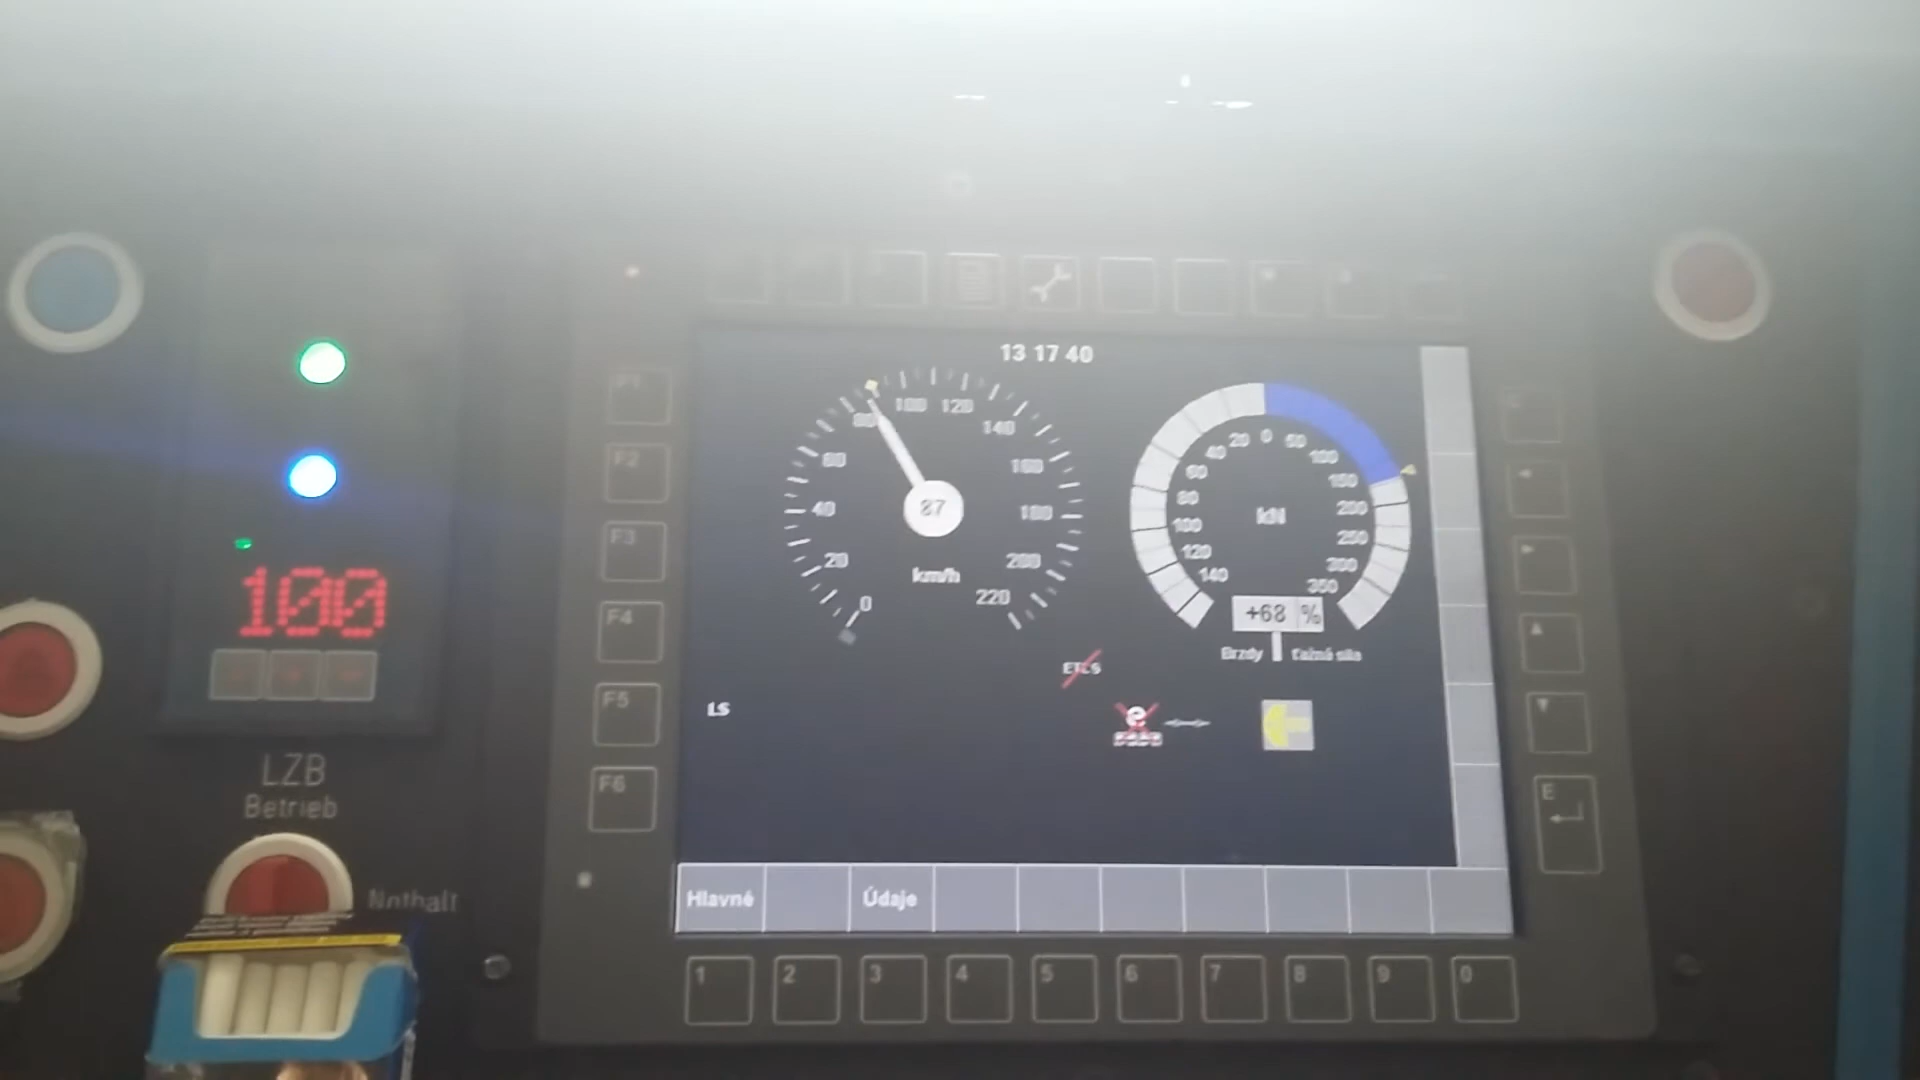 13 17 40
F1
F2
F3
F4
F5
F6
0
20
40
60
80
100
120
140
160
180
200
220
87
km/h
140
120
100
80
60
40
20
0
50
100
150
200
250
300
350
kN
+68 %
Brzdy
Ťažná sila
ETCS
LS
100
LZB
Betrieb
Nothalt
E
Hlavné
Údaje
1
2
3
4
5
6
7
8
9
0